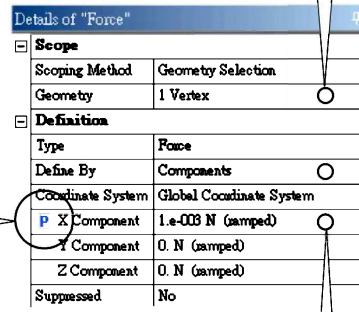 Details of "Force"
Scope
Scoping Method Geometry Selection
Geometry 1 Vertex
Definition
Type Force
Define By Components
Coordinate System Global Coordinate System
P X Component 1.e-003 N (ramped)
Y Component 0. N (ramped)
Z Component 0. N (ramped)
Suppressed No